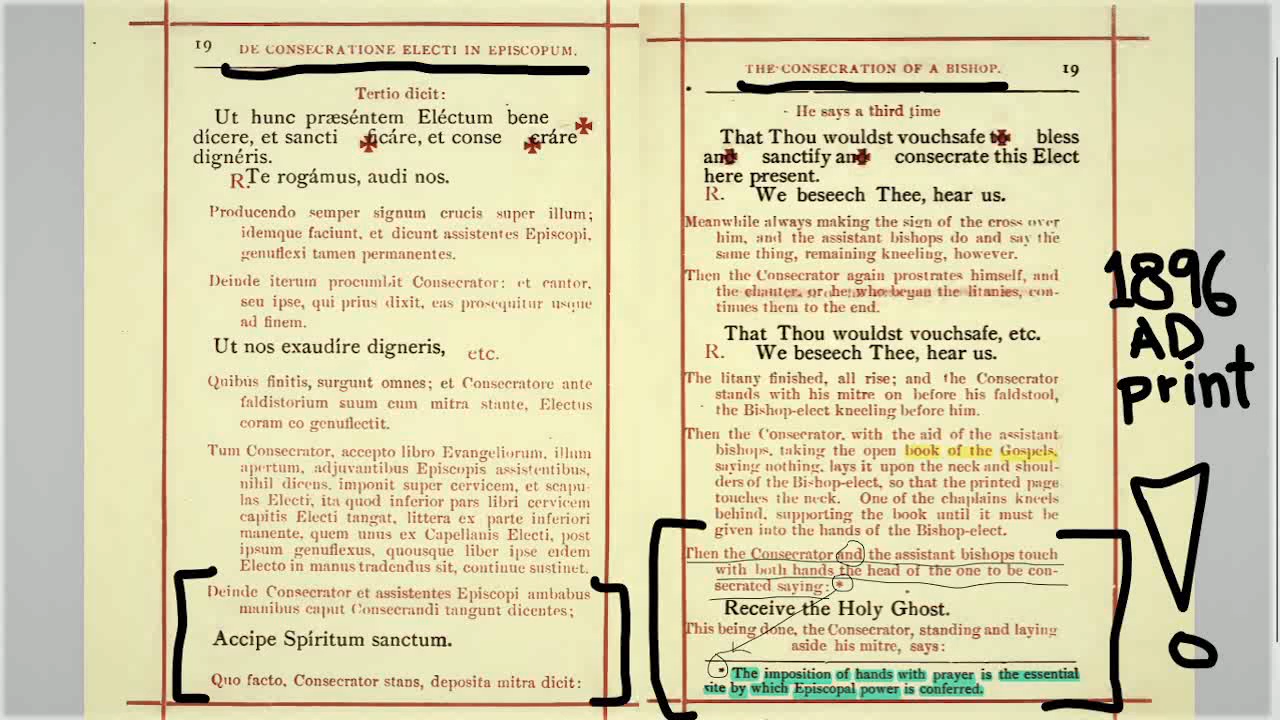 19 DE CONSECRATIONE ELECTI IN EPISCOPUM.
Tertio dicit:
Ut hunc præséntem Eléctum bene
dícere, et sancti ficáre, et conse cráre
dignéris.
R. Te rogámus, audi nos.
Producendo semper signum crucis super illum;
idemque faciunt, et dicunt assistentes Episcopi,
genuflexi tamen permanentes.
Deinde iterum procumbit Consecrator: et cantor,
seu ipse, qui prius dixit, eas prosequitur usque
ad finem.
Ut nos exaudíre digneris, etc.
Quibus finitis, surgunt omnes; et Consecratore ante
faldistorium suum cum mitra stante, Electus
coram eo genuflectit.
Tum Consecrator, accepto libro Evangeliorum, illum
apertum, adjuvantibus Episcopis assistentibus,
nihil dicens, imponit super cervicem, et scapu-
las Electi, ita quod inferior pars libri cervicem
capitis Electi tangat, littera ex parte inferiori
manente, quem unus ex Capellanis Electi, post
ipsum genuflexus, quousque liber ipse eidem
Electo in manus tradendus sit, continue sustinet.
Deinde Consecrator et assistentes Episcopi ambabus
manibus caput Consecrandi tangunt dicentes;
Accipe Spíritum sanctum.
Quo facto, Consecrator stans, deposita mitra dicit:
THE CONSECRATION OF A BISHOP. 19
He says a third time
That Thou wouldst vouchsafe to bless
and sanctify and consecrate this Elect
here present.
R. We beseech Thee, hear us.
Meanwhile always making the sign of the cross over
him, and the assistant bishops do and say the
same thing, remaining kneeling, however.
Then the Consecrator again prostrates himself, and
the chanter, or he who began the litanies, con-
tinues them to the end.
That Thou wouldst vouchsafe, etc.
R. We beseech Thee, hear us.
The litany finished, all rise; and the Consecrator
stands with his mitre on before his faldstool,
the Bishop-elect kneeling before him.
Then the Consecrator, with the aid of the assistant
bishops, taking the open book of the Gospels,
saying nothing, lays it upon the neck and shoul-
ders of the Bishop-elect, so that the printed page
touches the neck. One of the chaplains kneels
behind, supporting the book until it must be
given into the hands of the Bishop-elect.
Then the Consecrator and the assistant bishops touch
with both hands the head of the one to be con-
secrated saying: *
Receive the Holy Ghost.
This being done, the Consecrator, standing and laying
aside his mitre, says:
* The imposition of hands with prayer is the essential
rite by which Episcopal power is conferred.
1896
AD
print
!